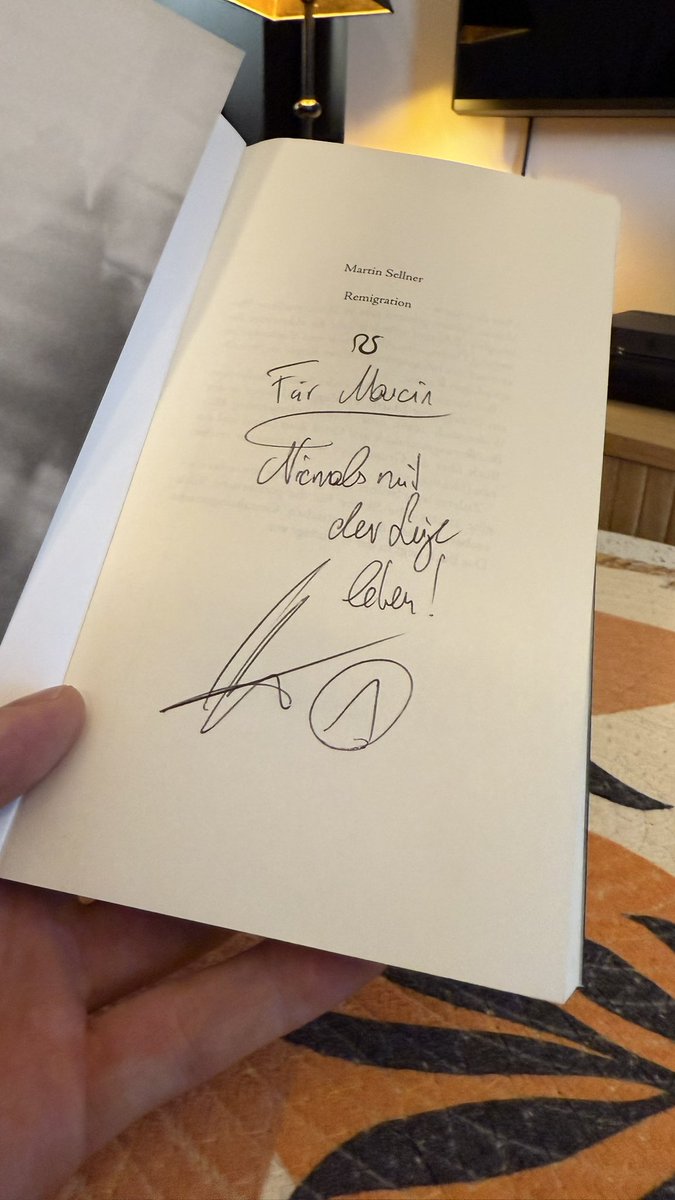 Martin Sellner
Remigration
Für Marcin
Niemals mit
der Lüge
leben!